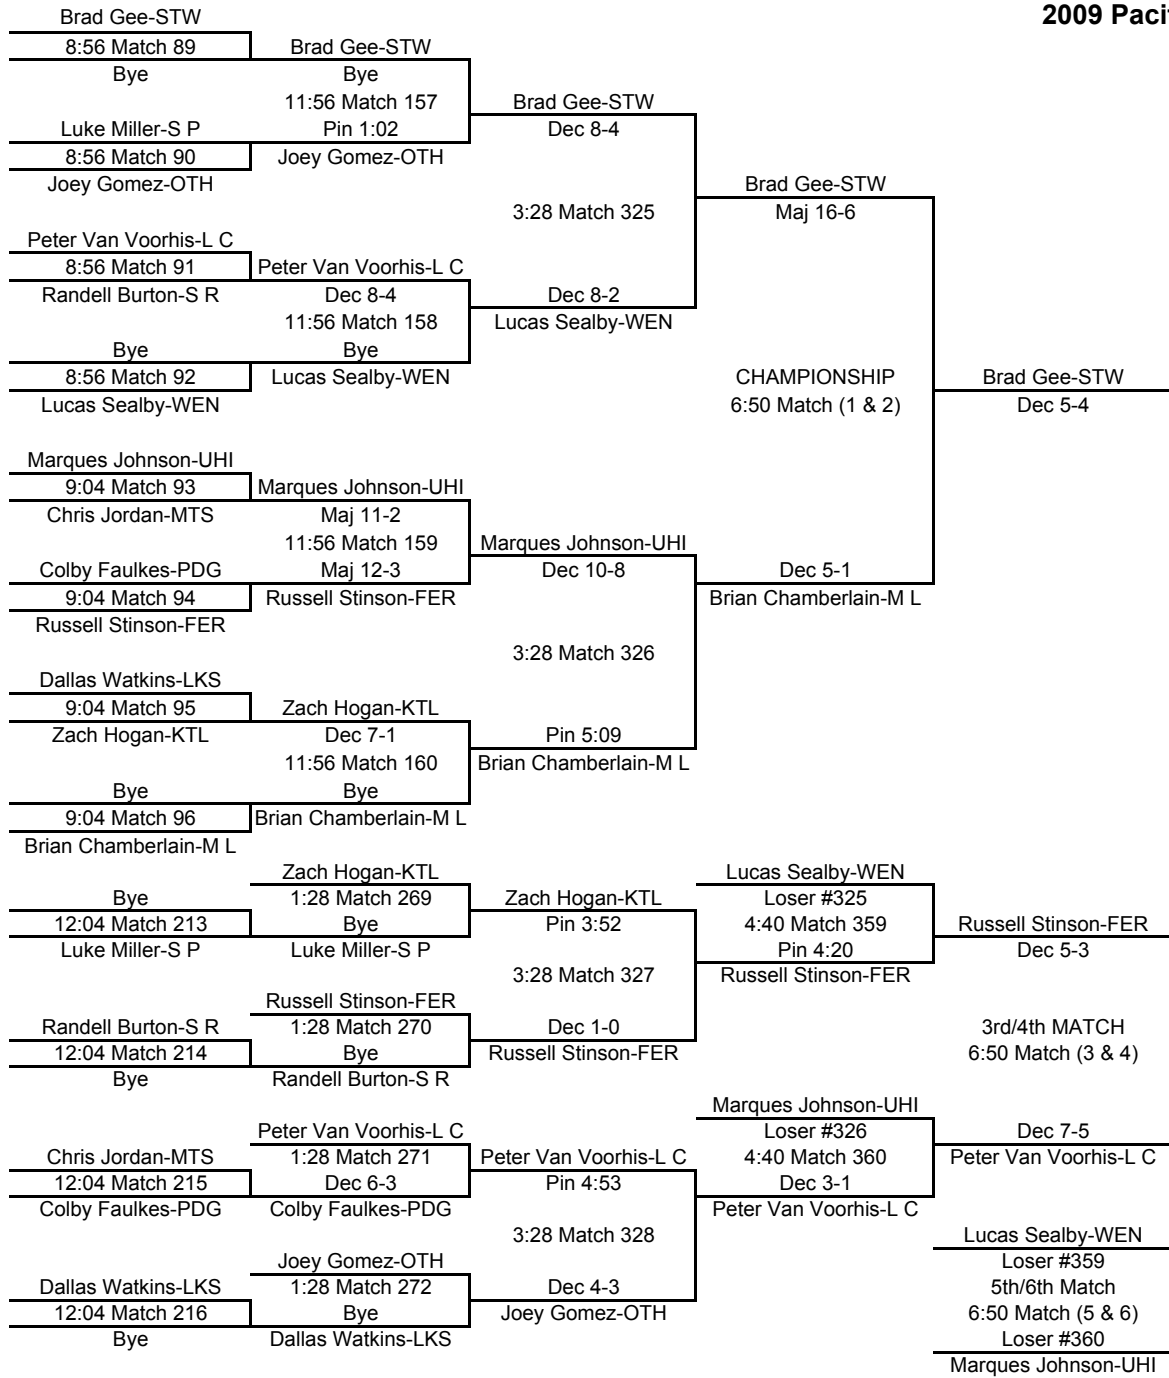 2009 Paci
Brad Gee-STW
8:56 Match 89
Bye
Luke Miller-S P
8:56 Match 90
Joey Gomez-OTH
Peter Van Voorhis-L C
8:56 Match 91
Randell Burton-S R
Bye
8:56 Match 92
Lucas Sealby-WEN
Marques Johnson-UHI
9:04 Match 93
Chris Jordan-MTS
Colby Faulkes-PDG
9:04 Match 94
Russell Stinson-FER
Dallas Watkins-LKS
9:04 Match 95
Zach Hogan-KTL
Bye
9:04 Match 96
Brian Chamberlain-M L
Brad Gee-STW
Bye
11:56 Match 157
Pin 1:02
Joey Gomez-OTH
Peter Van Voorhis-L C
Dec 8-4
11:56 Match 158
Bye
Lucas Sealby-WEN
Marques Johnson-UHI
Maj 11-2
11:56 Match 159
Maj 12-3
Russell Stinson-FER
Zach Hogan-KTL
Dec 7-1
11:56 Match 160
Bye
Brian Chamberlain-M L
Brad Gee-STW
Dec 8-4
3:28 Match 325
Dec 8-2
Lucas Sealby-WEN
Marques Johnson-UHI
Dec 10-8
3:28 Match 326
Pin 5:09
Brian Chamberlain-M L
Brad Gee-STW
Maj 16-6
CHAMPIONSHIP
6:50 Match (1 & 2)
Dec 5-1
Brian Chamberlain-M L
Brad Gee-STW
Dec 5-4
Bye
12:04 Match 213
Luke Miller-S P
Randell Burton-S R
12:04 Match 214
Bye
Chris Jordan-MTS
12:04 Match 215
Colby Faulkes-PDG
Dallas Watkins-LKS
12:04 Match 216
Bye
Zach Hogan-KTL
1:28 Match 269
Bye
Luke Miller-S P
Russell Stinson-FER
1:28 Match 270
Bye
Randell Burton-S R
Peter Van Voorhis-L C
1:28 Match 271
Dec 6-3
Colby Faulkes-PDG
Joey Gomez-OTH
1:28 Match 272
Bye
Dallas Watkins-LKS
Zach Hogan-KTL
Pin 3:52
3:28 Match 327
Dec 1-0
Russell Stinson-FER
Peter Van Voorhis-L C
Pin 4:53
3:28 Match 328
Dec 4-3
Joey Gomez-OTH
Lucas Sealby-WEN
Loser #325
4:40 Match 359
Pin 4:20
Russell Stinson-FER
Marques Johnson-UHI
Loser #326
4:40 Match 360
Dec 3-1
Peter Van Voorhis-L C
Russell Stinson-FER
Dec 5-3
3rd/4th MATCH
6:50 Match (3 & 4)
Dec 7-5
Peter Van Voorhis-L C
Lucas Sealby-WEN
Loser #359
5th/6th Match
6:50 Match (5 & 6)
Loser #360
Marques Johnson-UHI